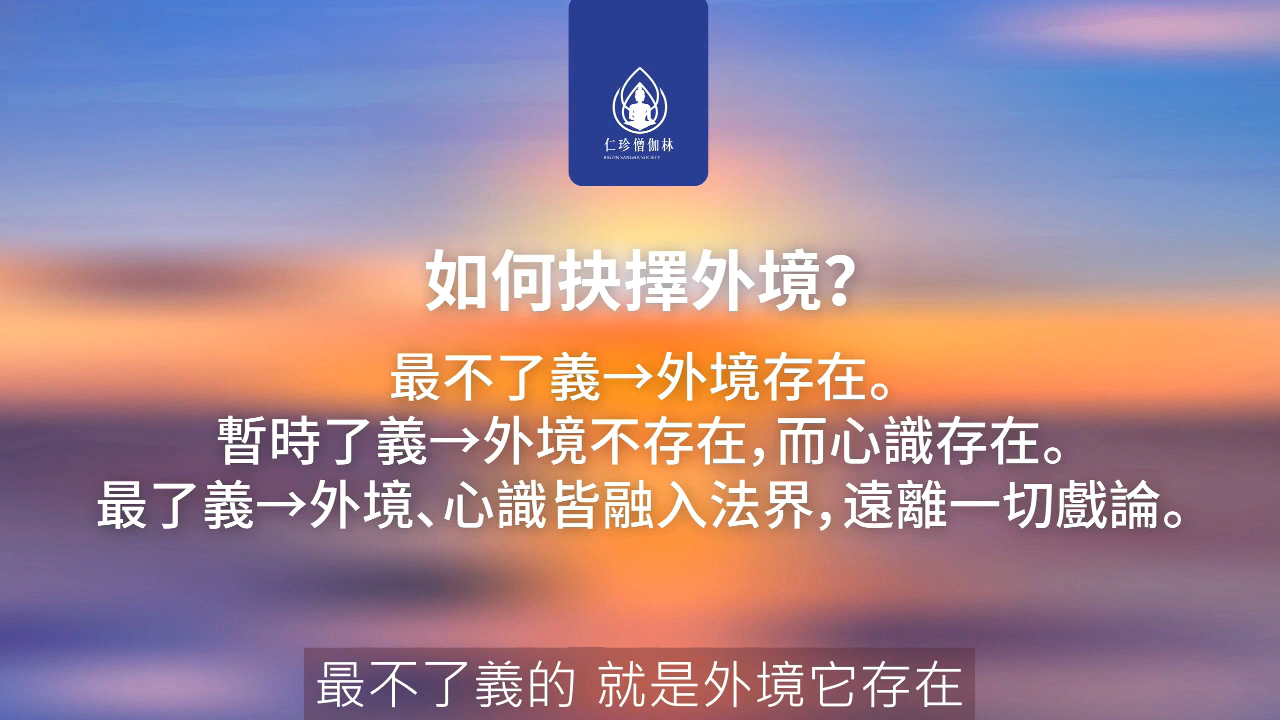 仁珍僧伽林
如何抉擇外境？
最不了義→外境存在。
暫時了義→外境不存在，而心識存在。
最了義→外境、心識皆融入法界，遠離一切戲論。
最不了義的 就是外境它存在